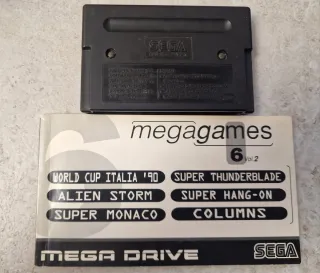 SEGA
megagames
6 vol.2
WORLD CUP ITALIA '90
SUPER THUNDERBLADE
ALIEN STORM
SUPER HANG-ON
SUPER MONACO
COLUMNS
MEGA DRIVE
SEGA